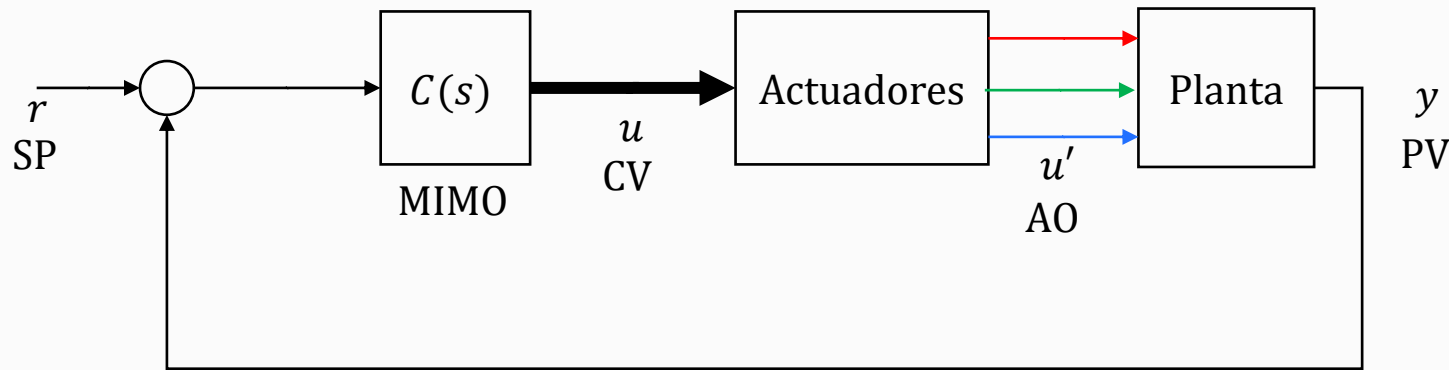 r
SP
C(s)
MIMO
u
CV
Actuadores
u′
AO
Planta
y
PV